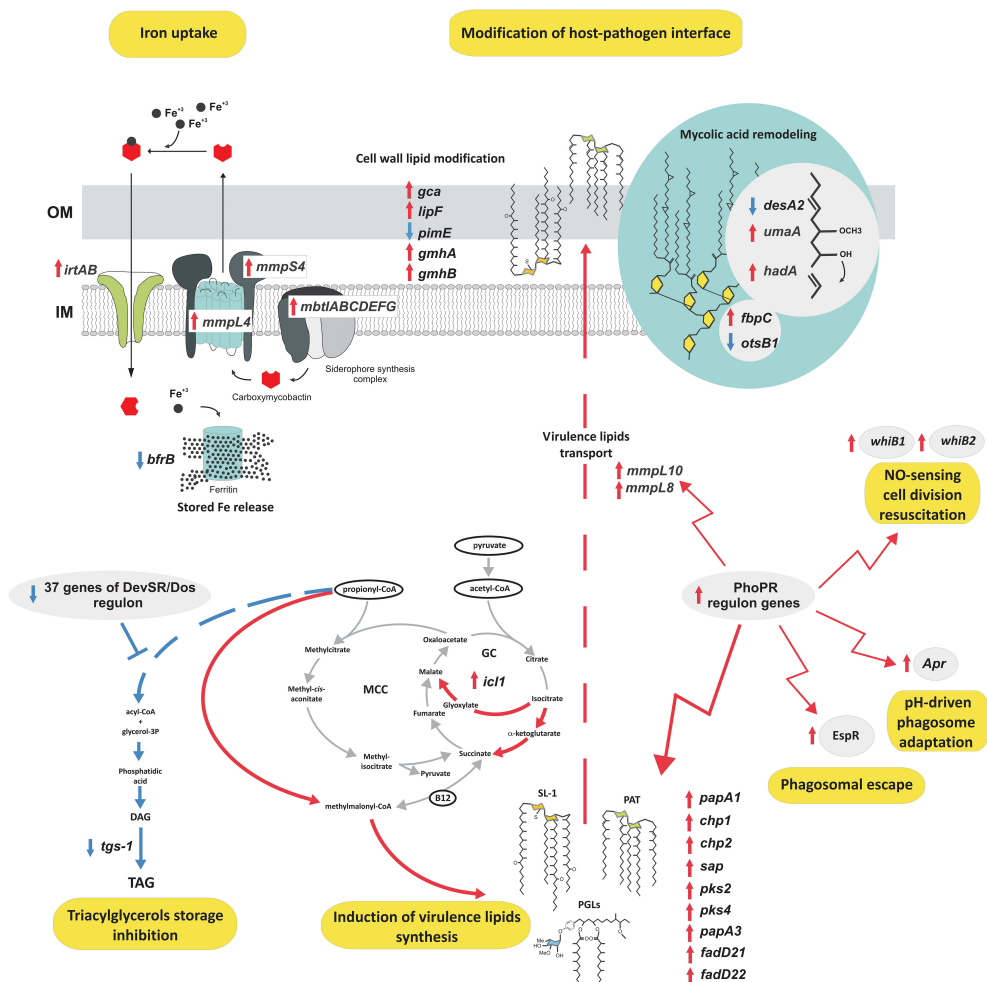 Iron uptake
Modification of host-pathogen interface
Fe+3
Fe+3
Fe+3
Cell wall lipid modification
gca
lipF
pimE
gmhA
gmhB
OM
IM
irtAB
mmpS4
mmpL4
mbtIABCDEFG
Siderophore synthesis
complex
Carboxymycobactin
Fe+3
bfrB
Ferritin
Stored Fe release
S
O
O
Mycolic acid remodeling
desA2
umaA
hadA
OCH3
OH
fbpC
otsB1
Virulence lipids
transport
mmpL10
mmpL8
whiB1
whiB2
NO-sensing
cell division
resuscitation
PhoPR
regulon genes
Apr
pH-driven
phagosome
adaptation
EspR
Phagosomal escape
37 genes of DevSR/Dos
regulon
acyl-CoA
+
glycerol-3P
Phosphatidic
acid
DAG
tgs-1
TAG
Triacylglycerols storage
inhibition
pyruvate
propionyl-CoA
acetyl-CoA
Oxaloacetate
Methylcitrate
GC
Citrate
Malate
icl1
Methyl-cis-
aconitate
MCC
Isocitrate
Glyoxylate
Fumarate
α-ketoglutarate
Methyl-
isocitrate
Succinate
Pyruvate
B12
methylmalonyl-CoA
Induction of virulence lipids
synthesis
SL-1
S
O
O
O
PAT
PGLs
Me
HO
MeO
OH
O
O
O
O
O
papA1
chp1
chp2
sap
pks2
pks4
papA3
fadD21
fadD22